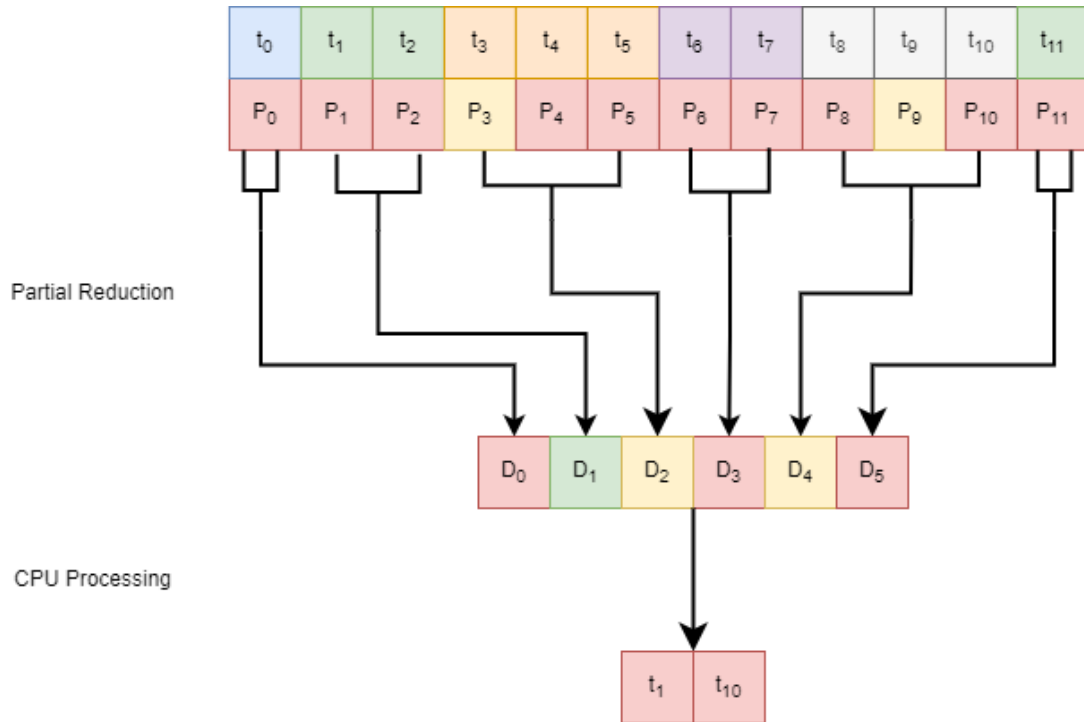 t₀ t₁ t₂ t₃ t₄ t₅ t₆ t₇ t₈ t₉ t₁₀ t₁₁
P₀ P₁ P₂ P₃ P₄ P₅ P₆ P₇ P₈ P₉ P₁₀ P₁₁
Partial Reduction
D₀ D₁ D₂ D₃ D₄ D₅
CPU Processing
t₁ t₁₀